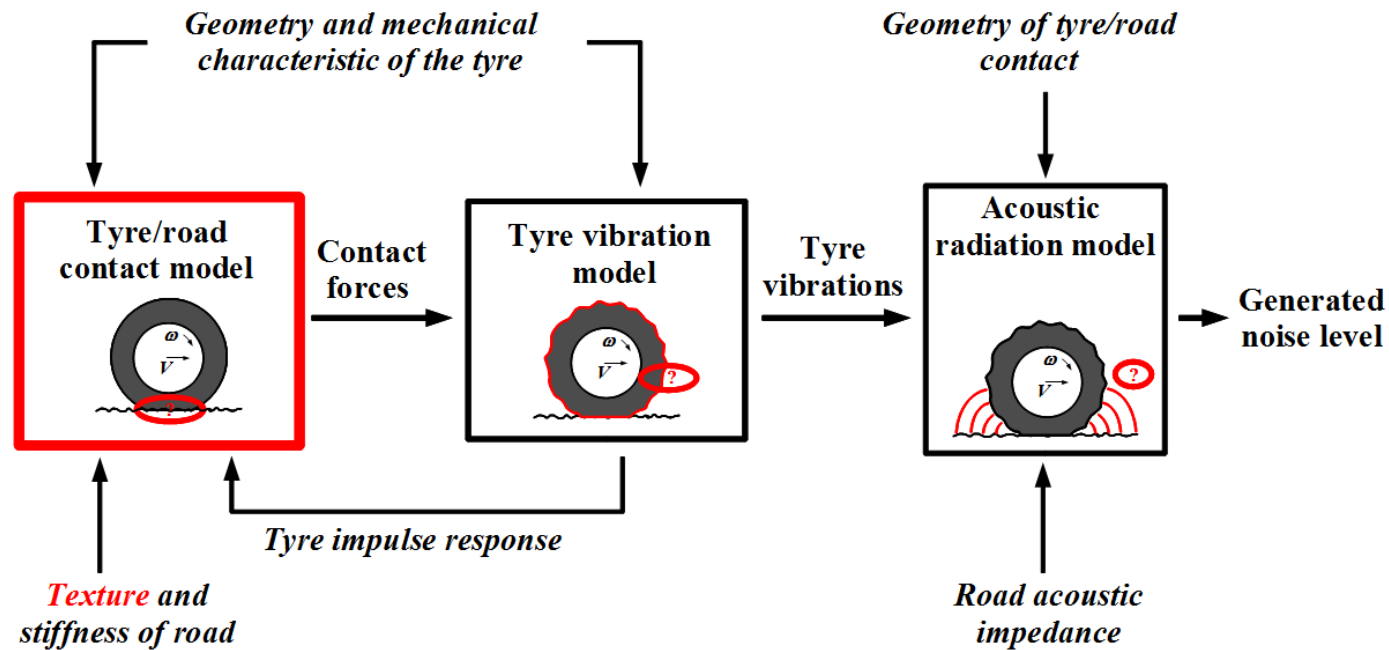 Geometry and mechanical
characteristic of the tyre
Geometry of tyre/road
contact
Tyre/road
contact model
ω
V
?
Contact
forces
Tyre vibration
model
ω
V
?
Tyre
vibrations
Acoustic
radiation model
ω
V
?
Generated
noise level
Tyre impulse response
Texture and
stiffness of road
Road acoustic
impedance